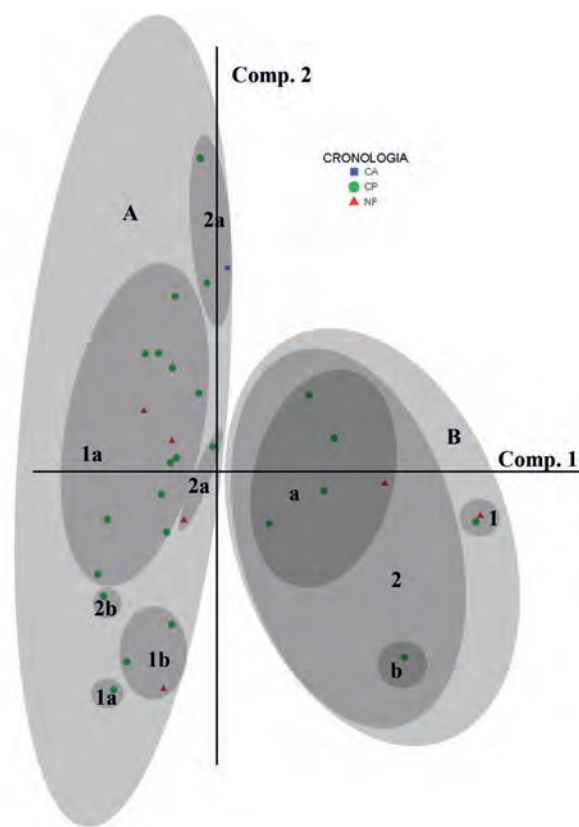 Comp. 2
CRONOLOGIA
CA
CP
NF
A
2a
B
1a
Comp. 1
2a
a
1
2
2b
1b
b
1a